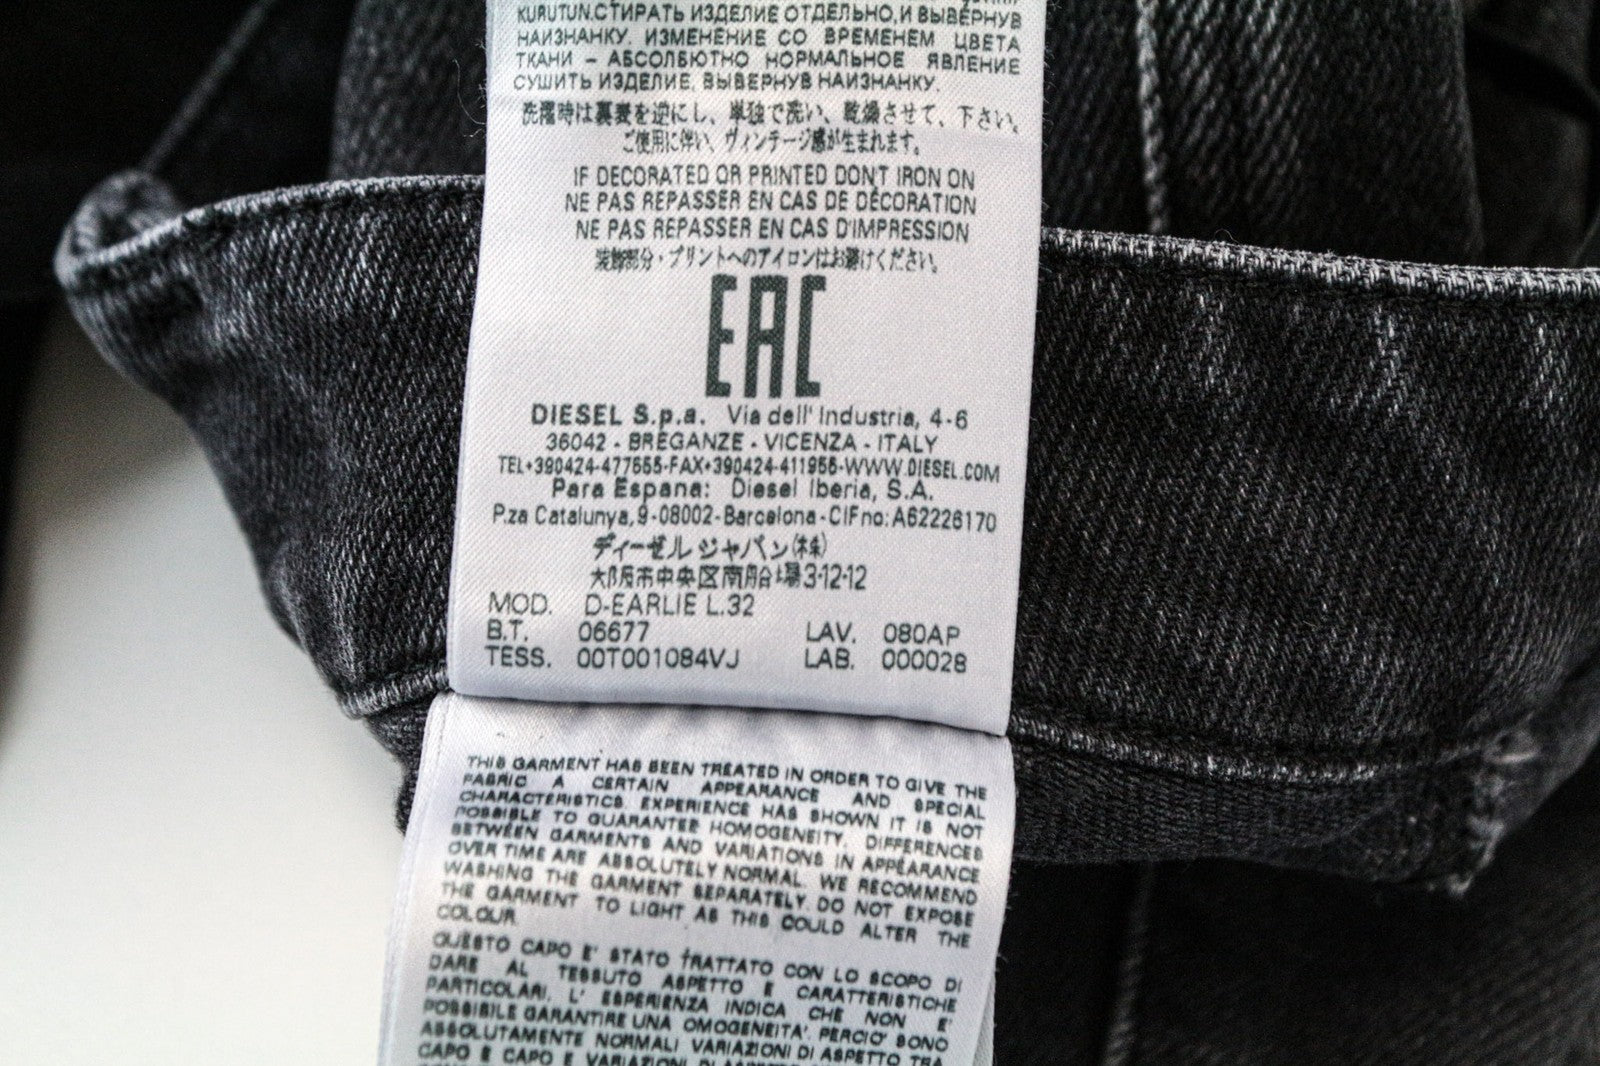 KURUTUN.СТИРАТЬ ИЗДЕЛИЕ ОТДЕЛЬНО,И ВЫВЕРНУВ
НАИЗНАНКУ. ИЗМЕНЕНИЕ СО ВРЕМЕНЕМ ЦВЕТА
ТКАНИ – АБСОЛЮТНО НОРМАЛЬНОЕ ЯВЛЕНИЕ
СУШИТЬ ИЗДЕЛИЕ, ВЫВЕРНУВ НАИЗНАНКУ.
洗濯時は裏表を逆にし、単独で洗い、乾燥させて、下さい。
ご使用に伴い、ヴィンテージ感が生まれます。
IF DECORATED OR PRINTED DON'T IRON ON
NE PAS REPASSER EN CAS DE DÉCORATION
NE PAS REPASSER EN CAS D'IMPRESSION
装飾部分・プリントへのアイロンはお避けください。
EAC
DIESEL S.p.a. Via dell' Industria, 4-6
36042 - BREGANZE - VICENZA - ITALY
TEL+390424-477555-FAX+390424-411955-WWW.DIESEL.COM
Para Espana: Diesel Iberia, S.A.
P.za Catalunya,9-08002-Barcelona-CIFno:A62226170
ディーゼル ジャパン(株)
大阪市中央区南船場3-12-12
MOD. D-EARLIE L.32
B.T. 06677 LAV. 080AP
TESS. 00T001084VJ LAB. 000028
THIS GARMENT HAS BEEN TREATED IN ORDER TO GIVE THE
FABRIC A CERTAIN APPEARANCE AND SPECIAL
CHARACTERISTICS. EXPERIENCE HAS SHOWN IT IS NOT
POSSIBLE TO GUARANTEE HOMOGENEITY. DIFFERENCES
BETWEEN GARMENTS AND VARIATIONS IN APPEARANCE
OVER TIME ARE ABSOLUTELY NORMAL. WE RECOMMEND
WASHING THE GARMENT SEPARATELY. DO NOT EXPOSE
THE GARMENT TO LIGHT AS THIS COULD ALTER THE
COLOUR.
QUESTO CAPO E' STATO TRATTATO CON LO SCOPO DI
DARE AL TESSUTO ASPETTO E CARATTERISTICHE
PARTICOLARI. L' ESPERIENZA INDICA CHE NON E'
POSSIBILE GARANTIRE UNA OMOGENEITA'. PERCIO' SONO
ASSOLUTAMENTE NORMALI VARIAZIONI DI ASPETTO TRA
CAPO E CAPO E VARIAZIONI DI